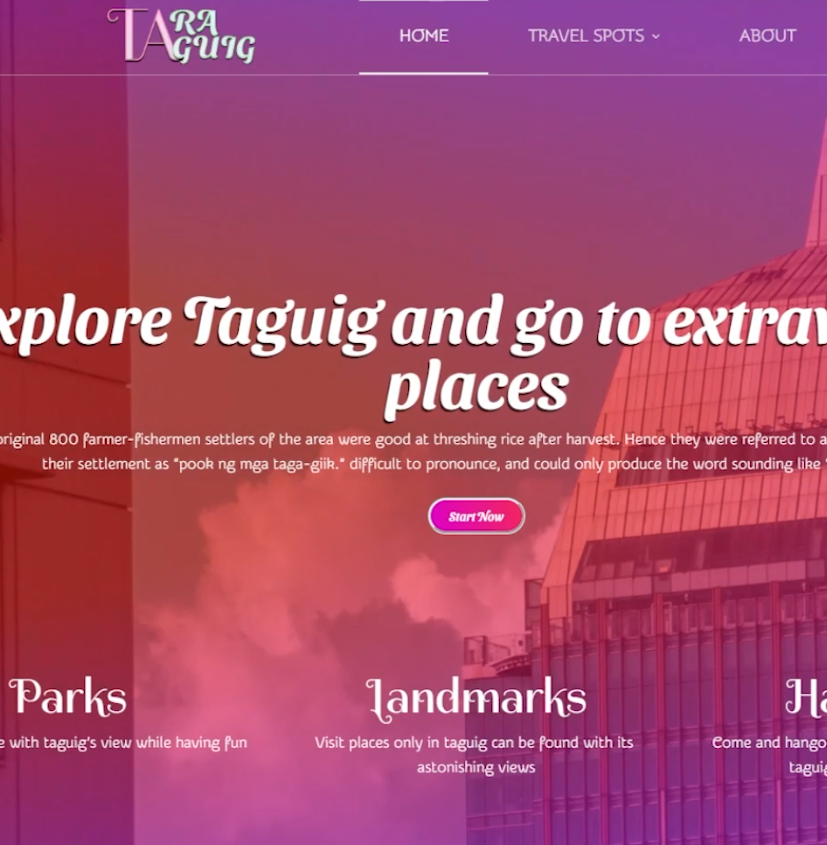 TARA
TAGUIG
HOME
TRAVEL SPOTS
ABOUT
xplore Taguig and go to extrav
places
original 800 farmer-fishermen settlers of the area were good at threshing rice after harvest. Hence they were referred to a
their settlement as "pook ng mga taga-giik." difficult to pronounce, and could only produce the word sounding like "
Start Now
Parks
Landmarks
Ha
e with taguig's view while having fun
Visit places only in taguig can be found with its
Come and hango
astonishing views
taguig